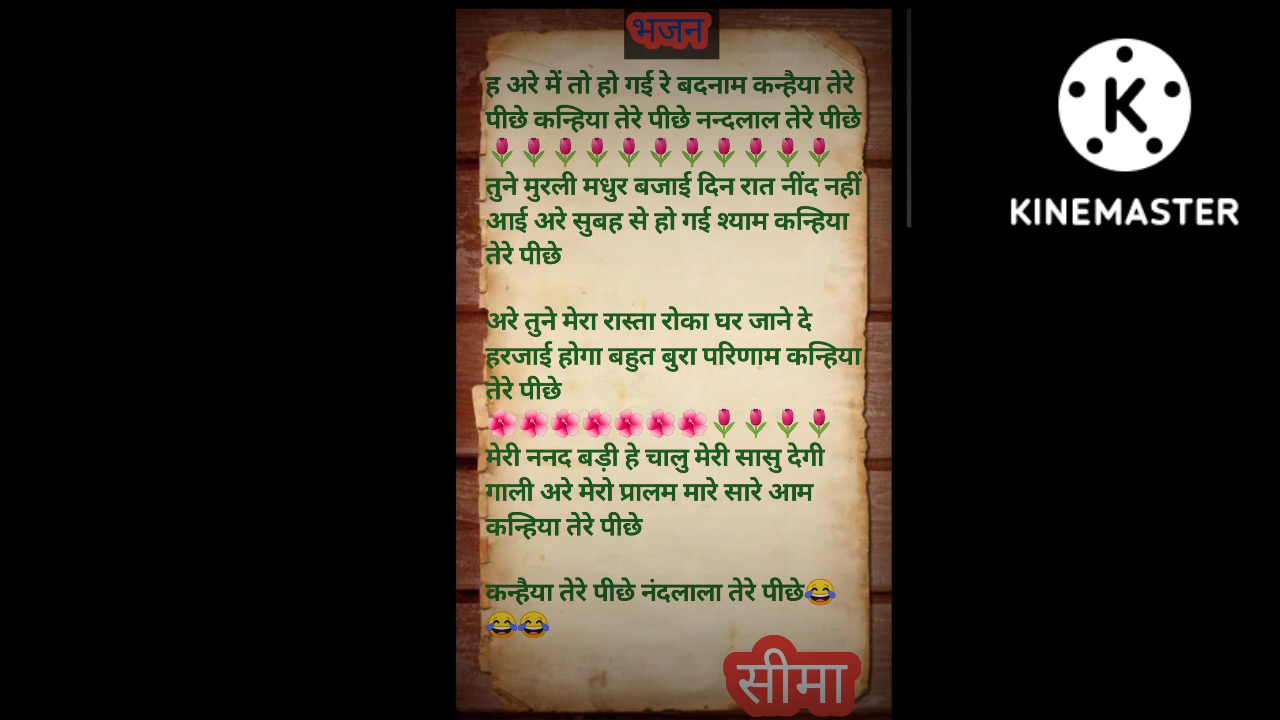 भजन
ह अरे में तो हो गई रे बदनाम कन्हैया तेरे
पीछे कन्हिया तेरे पीछे नन्दलाल तेरे पीछे
🌷🌷🌷🌷🌷🌷🌷🌷🌷🌷🌷
तुने मुरली मधुर बजाई दिन रात नींद नहीं
आई अरे सुबह से हो गई श्याम कन्हिया
तेरे पीछे
अरे तुने मेरा रास्ता रोका घर जाने दे
हरजाई होगा बहुत बुरा परिणाम कन्हिया
तेरे पीछे
🌺🌺🌺🌺🌺🌺🌺🌷🌷🌷🌷
मेरी ननद बड़ी हे चालु मेरी सासु देगी
गाली अरे मेरो प्रालम मारे सारे आम
कन्हिया तेरे पीछे
कन्हैया तेरे पीछे नंदलाला तेरे पीछे😂
😂😂
सीमा
K
KINEMASTER